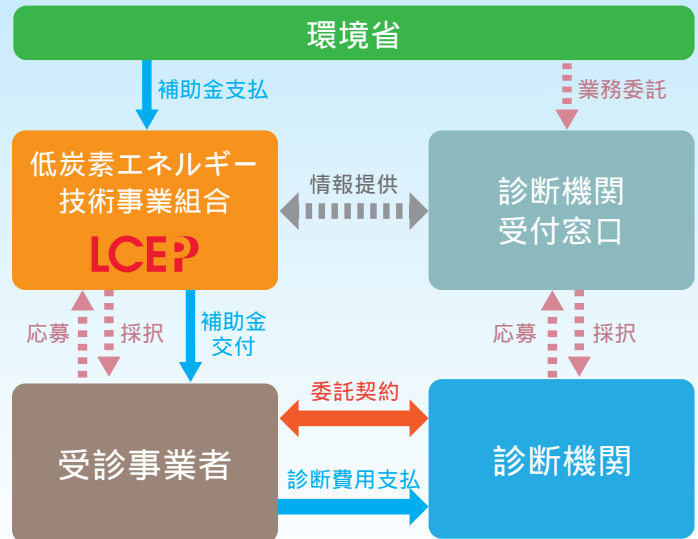 環境省
補助金支払
業務委託
低炭素エネルギー
技術事業組合
LCEP
情報提供
診断機関
受付窓口
応募
採択
補助金
交付
応募
採択
受診事業者
委託契約
診断費用支払
診断機関